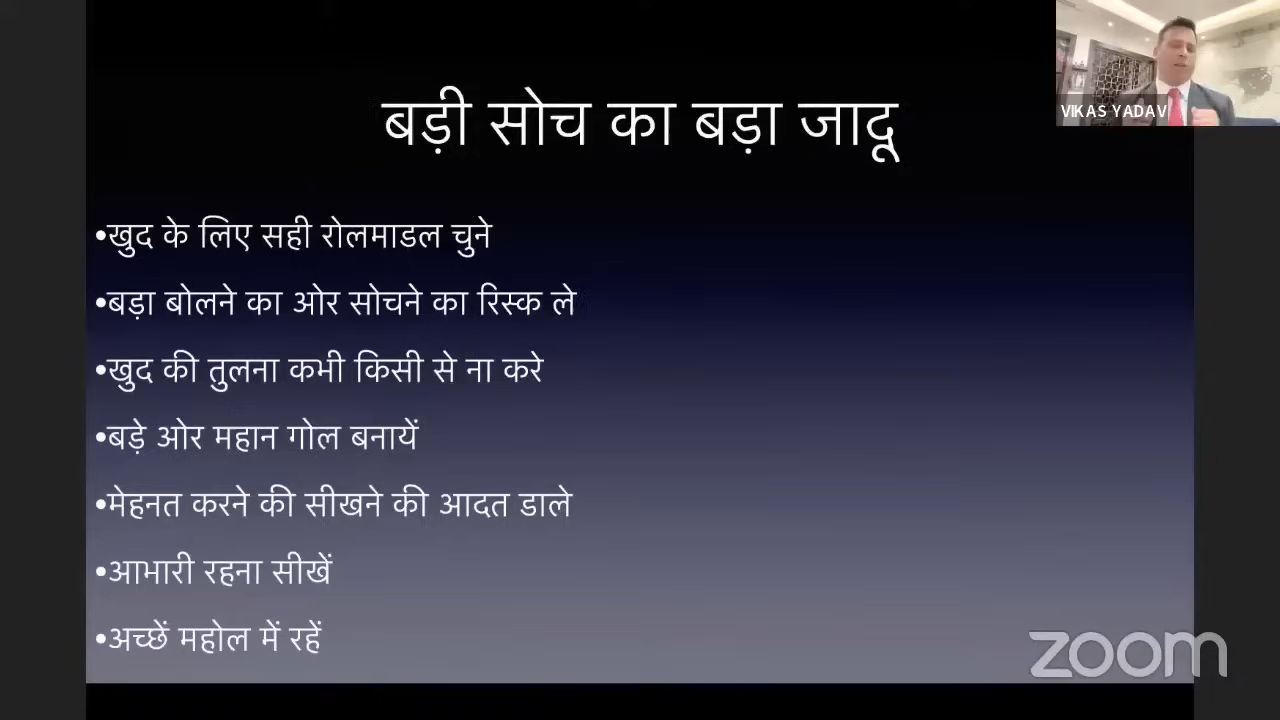 बड़ी सोच का बड़ा जादू
VIKAS YADAV
•खुद के लिए सही रोलमाडल चुने
•बड़ा बोलने का ओर सोचने का रिस्क ले
•खुद की तुलना कभी किसी से ना करे
•बड़े ओर महान गोल बनायें
•मेहनत करने की सीखने की आदत डाले
•आभारी रहना सीखें
•अच्छें महोल में रहें
zoom